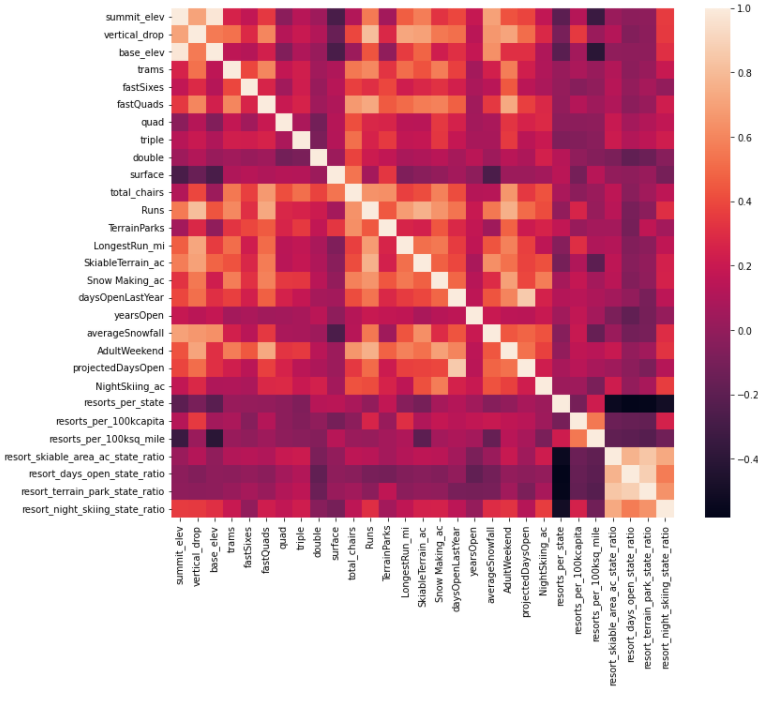 summit_elev
vertical_drop
base_elev
trams
fastSixes
fastQuads
quad
triple
double
surface
total_chairs
Runs
TerrainParks
LongestRun_mi
SkiableTerrain_ac
Snow Making_ac
daysOpenLastYear
yearsOpen
averageSnowfall
AdultWeekend
projectedDaysOpen
NightSkiing_ac
resorts_per_state
resorts_per_100kcapita
resorts_per_100ksq_mile
resort_skiable_area_ac_state_ratio
resort_days_open_state_ratio
resort_terrain_park_state_ratio
resort_night_skiing_state_ratio
summit_elev
vertical_drop
base_elev
trams
fastSixes
fastQuads
quad
triple
double
surface
total_chairs
Runs
TerrainParks
LongestRun_mi
SkiableTerrain_ac
Snow Making_ac
daysOpenLastYear
yearsOpen
averageSnowfall
AdultWeekend
projectedDaysOpen
NightSkiing_ac
resorts_per_state
resorts_per_100kcapita
resorts_per_100ksq_mile
resort_skiable_area_ac_state_ratio
resort_days_open_state_ratio
resort_terrain_park_state_ratio
resort_night_skiing_state_ratio
1.0
0.8
0.6
0.4
0.2
0.0
−0.2
−0.4